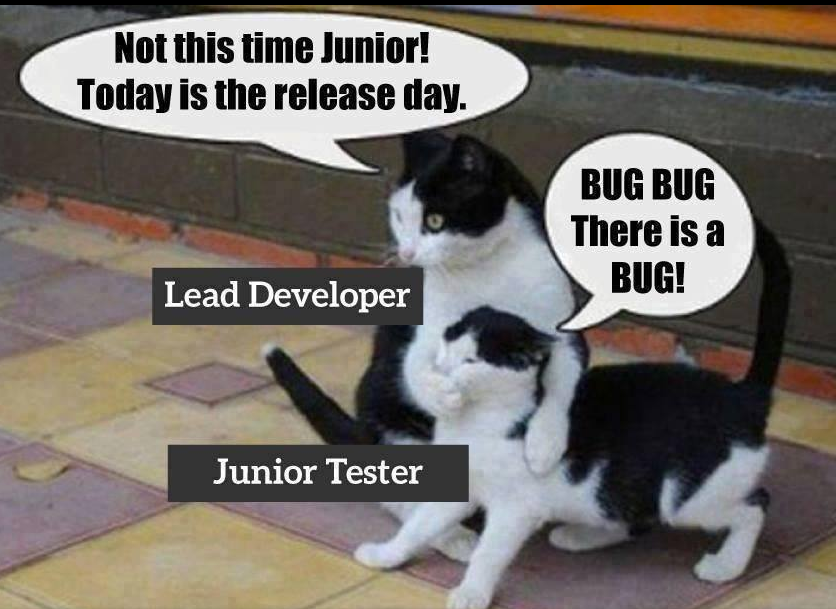 Not this time Junior!
Today is the release day.
BUG BUG
There is a
BUG!
Lead Developer
Junior Tester